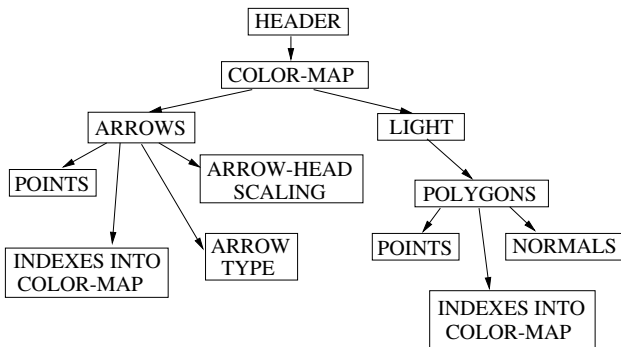 HEADER
COLOR-MAP
ARROWS
LIGHT
POINTS
ARROW-HEAD
SCALING
POLYGONS
INDEXES INTO
COLOR-MAP
ARROW
TYPE
POINTS
NORMALS
INDEXES INTO
COLOR-MAP